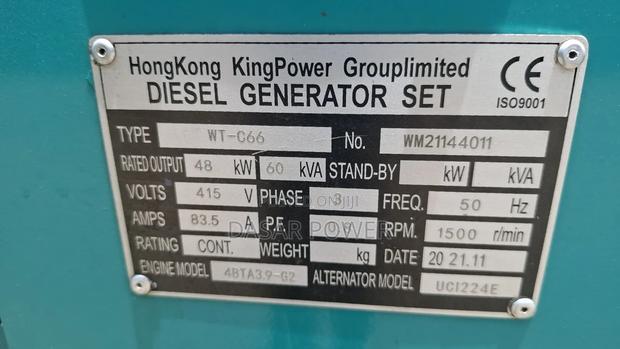 HongKong KingPower Grouplimited
DIESEL GENERATOR SET
CE
ISO9001
TYPE WT-C66 No. WM21144011
RATED OUTPUT 48 kW 60 kVA STAND-BY kW kVA
VOLTS 415 V PHASE 3 FREQ. 50 Hz
AMPS 83.5 A P.F. RPM. 1500 r/min
RATING CONT. WEIGHT kg DATE 20 21.11
ENGINE MODEL 4BTA3.9-G2 ALTERNATOR MODEL UCI224E
DASAR POWER